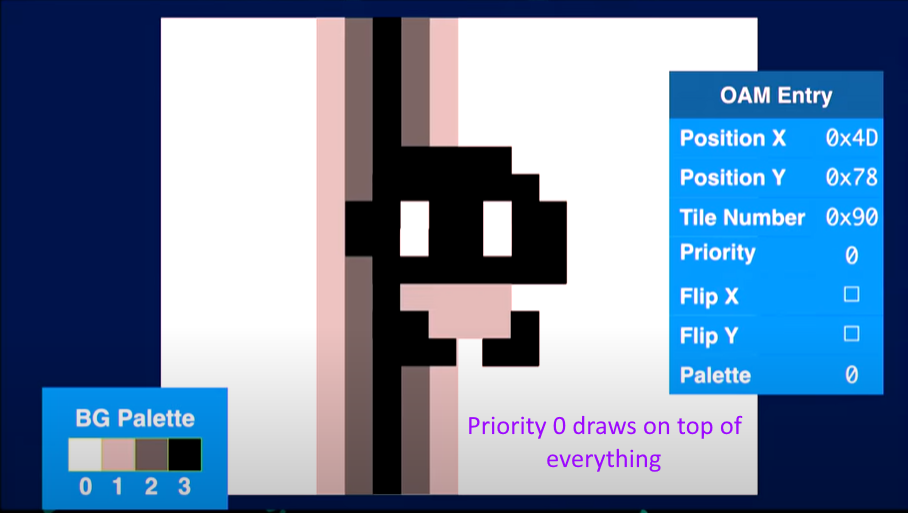 OAM Entry
Position X 0x4D
Position Y 0x78
Tile Number 0x90
Priority 0
Flip X
Flip Y
Palette 0
BG Palette
0 1 2 3
Priority 0 draws on top of
everything